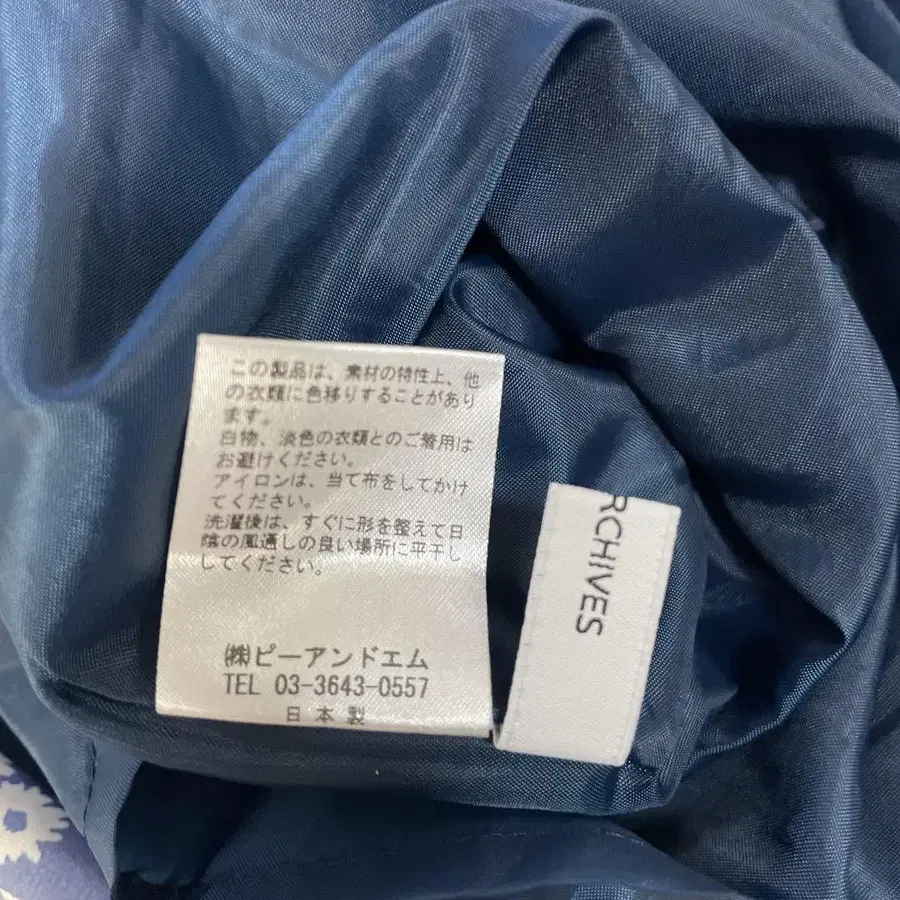 この製品は、素材の特性上、他
の衣類に色移りすることがあり
ます。
白物、淡色の衣類とのご着用は
お避けください。
アイロンは、当て布をしてかけ
てください。
洗濯後は、すぐに形を整えて日
陰の風通しの良い場所に平干し
してください。
㈱ピーアンドエム
TEL 03-3643-0557
日本製
RCHIVES